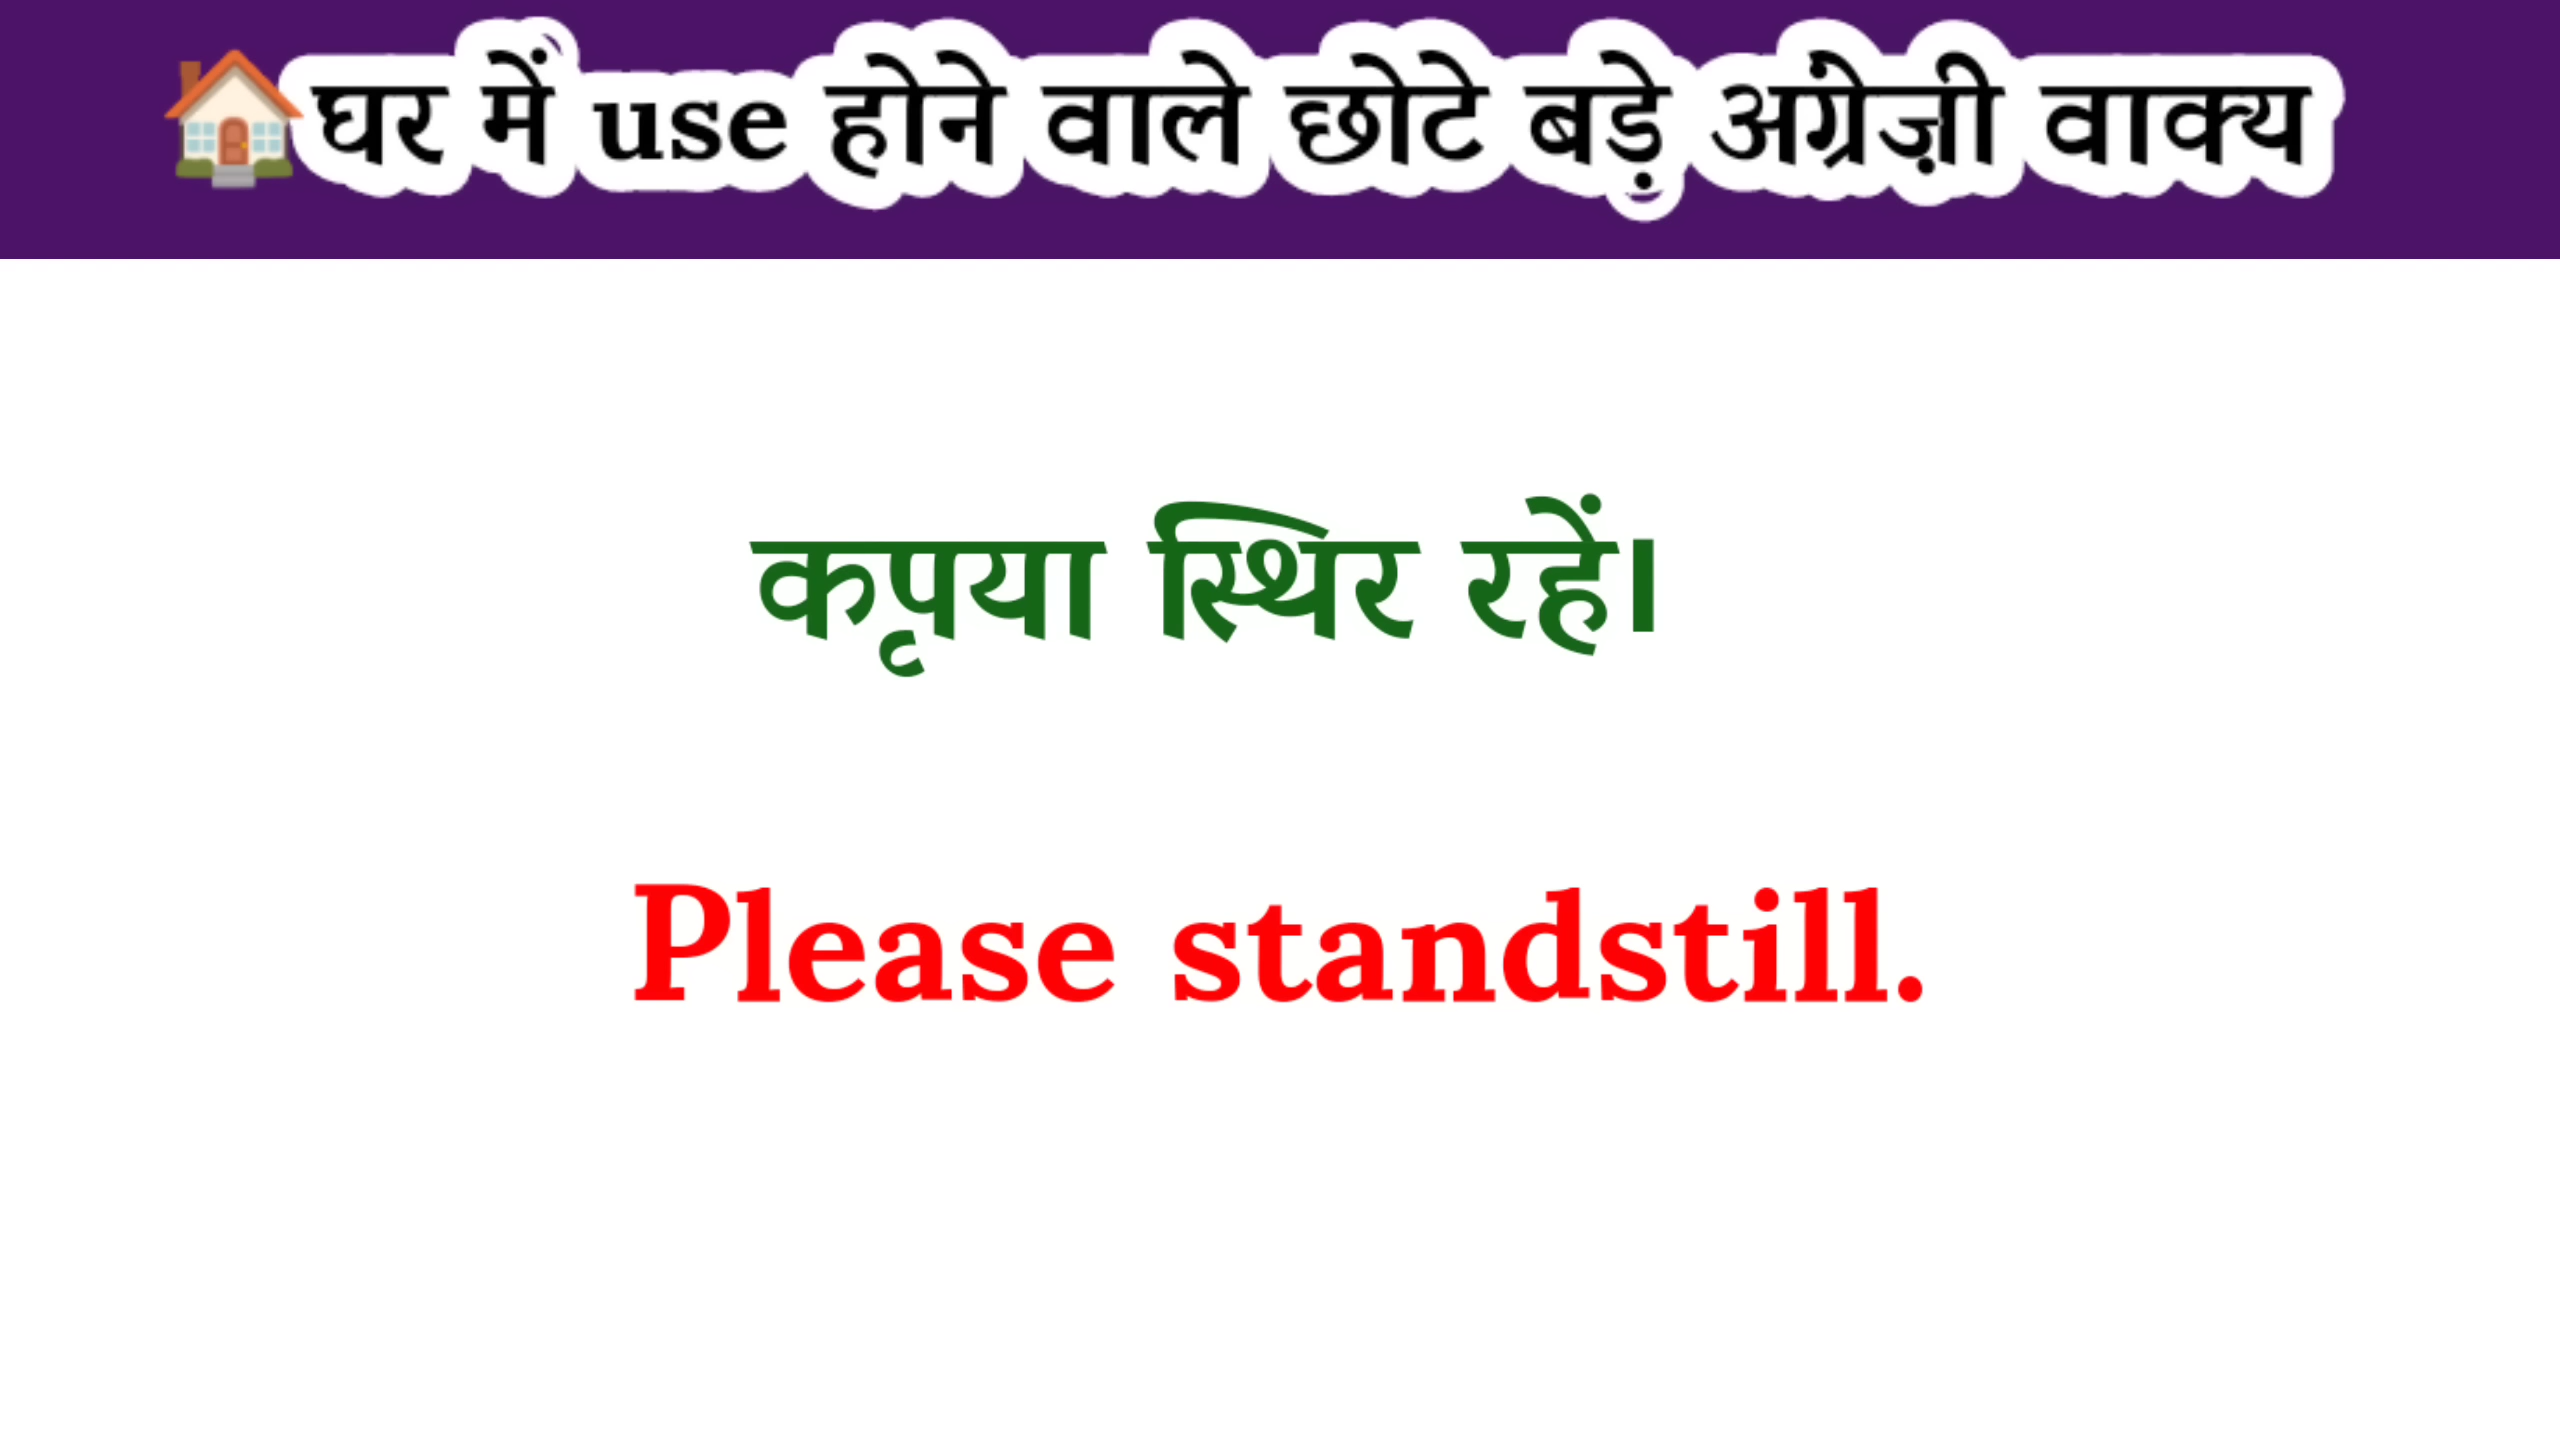 घर में use होने वाले छोटे बड़े अंग्रेज़ी वाक्य
कृपया स्थिर रहें।
Please standstill.